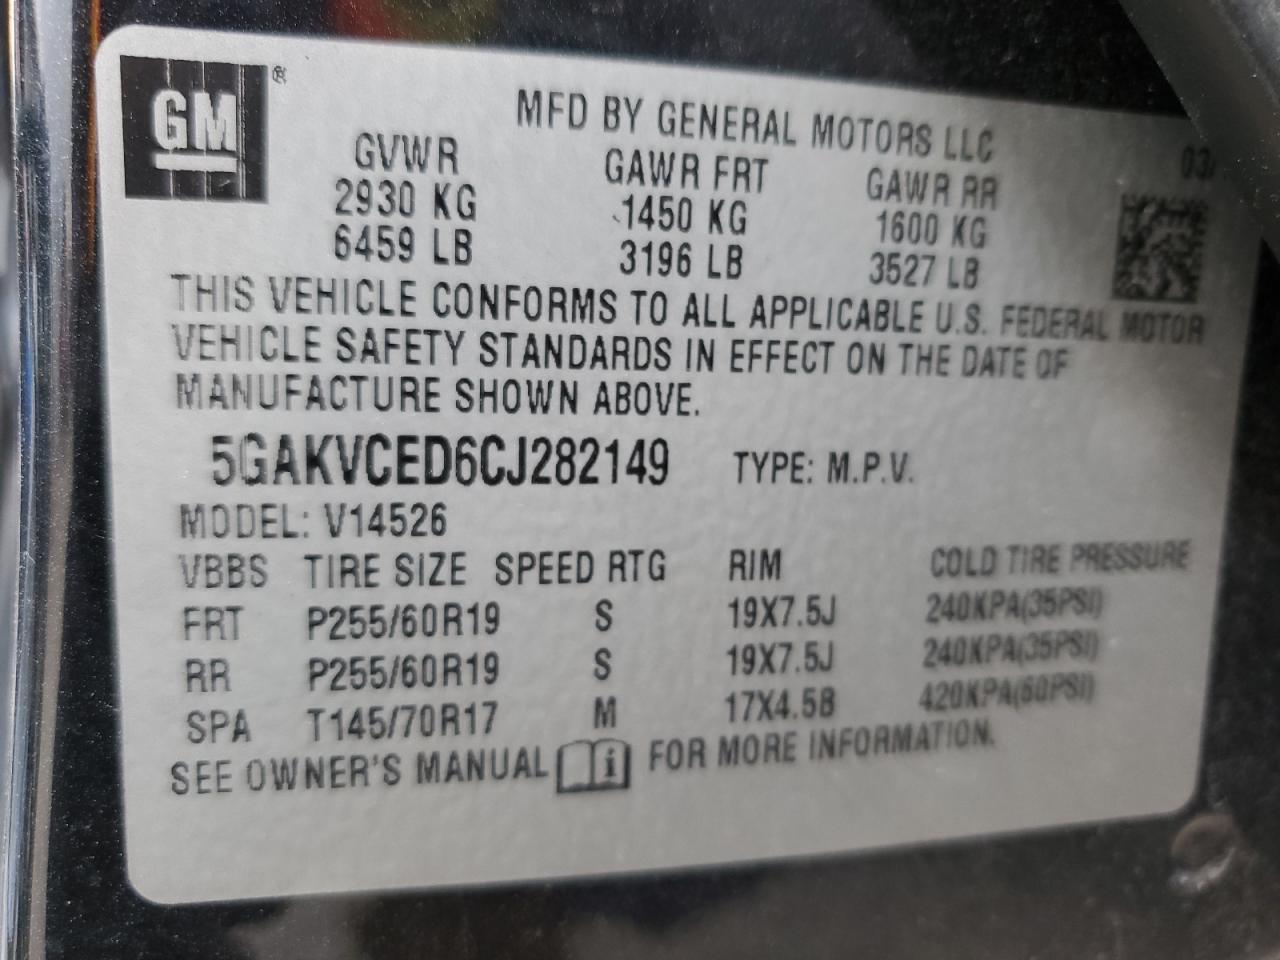 GM®
MFD BY GENERAL MOTORS LLC
03/
GVWR GAWR FRT GAWR RR
2930 KG 1450 KG 1600 KG
6459 LB 3196 LB 3527 LB
THIS VEHICLE CONFORMS TO ALL APPLICABLE U.S. FEDERAL MOTOR
VEHICLE SAFETY STANDARDS IN EFFECT ON THE DATE OF
MANUFACTURE SHOWN ABOVE.
5GAKVCED6CJ282149 TYPE: M.P.V.
MODEL: V14526
VBBS TIRE SIZE SPEED RTG RIM COLD TIRE PRESSURE
FRT P255/60R19 S 19X7.5J 240KPA(35PSI)
RR P255/60R19 S 19X7.5J 240KPA(35PSI)
SPA T145/70R17 M 17X4.5B 420KPA(60PSI)
SEE OWNER'S MANUAL i FOR MORE INFORMATION.